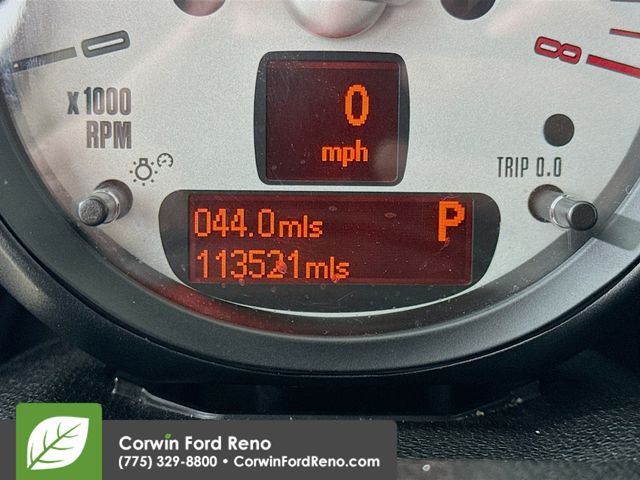 0
8
x 1000
RPM
0
mph
TRIP 0.0
044.0mls
P
113521mls
Corwin Ford Reno
(775) 329-8800 • CorwinFordReno.com